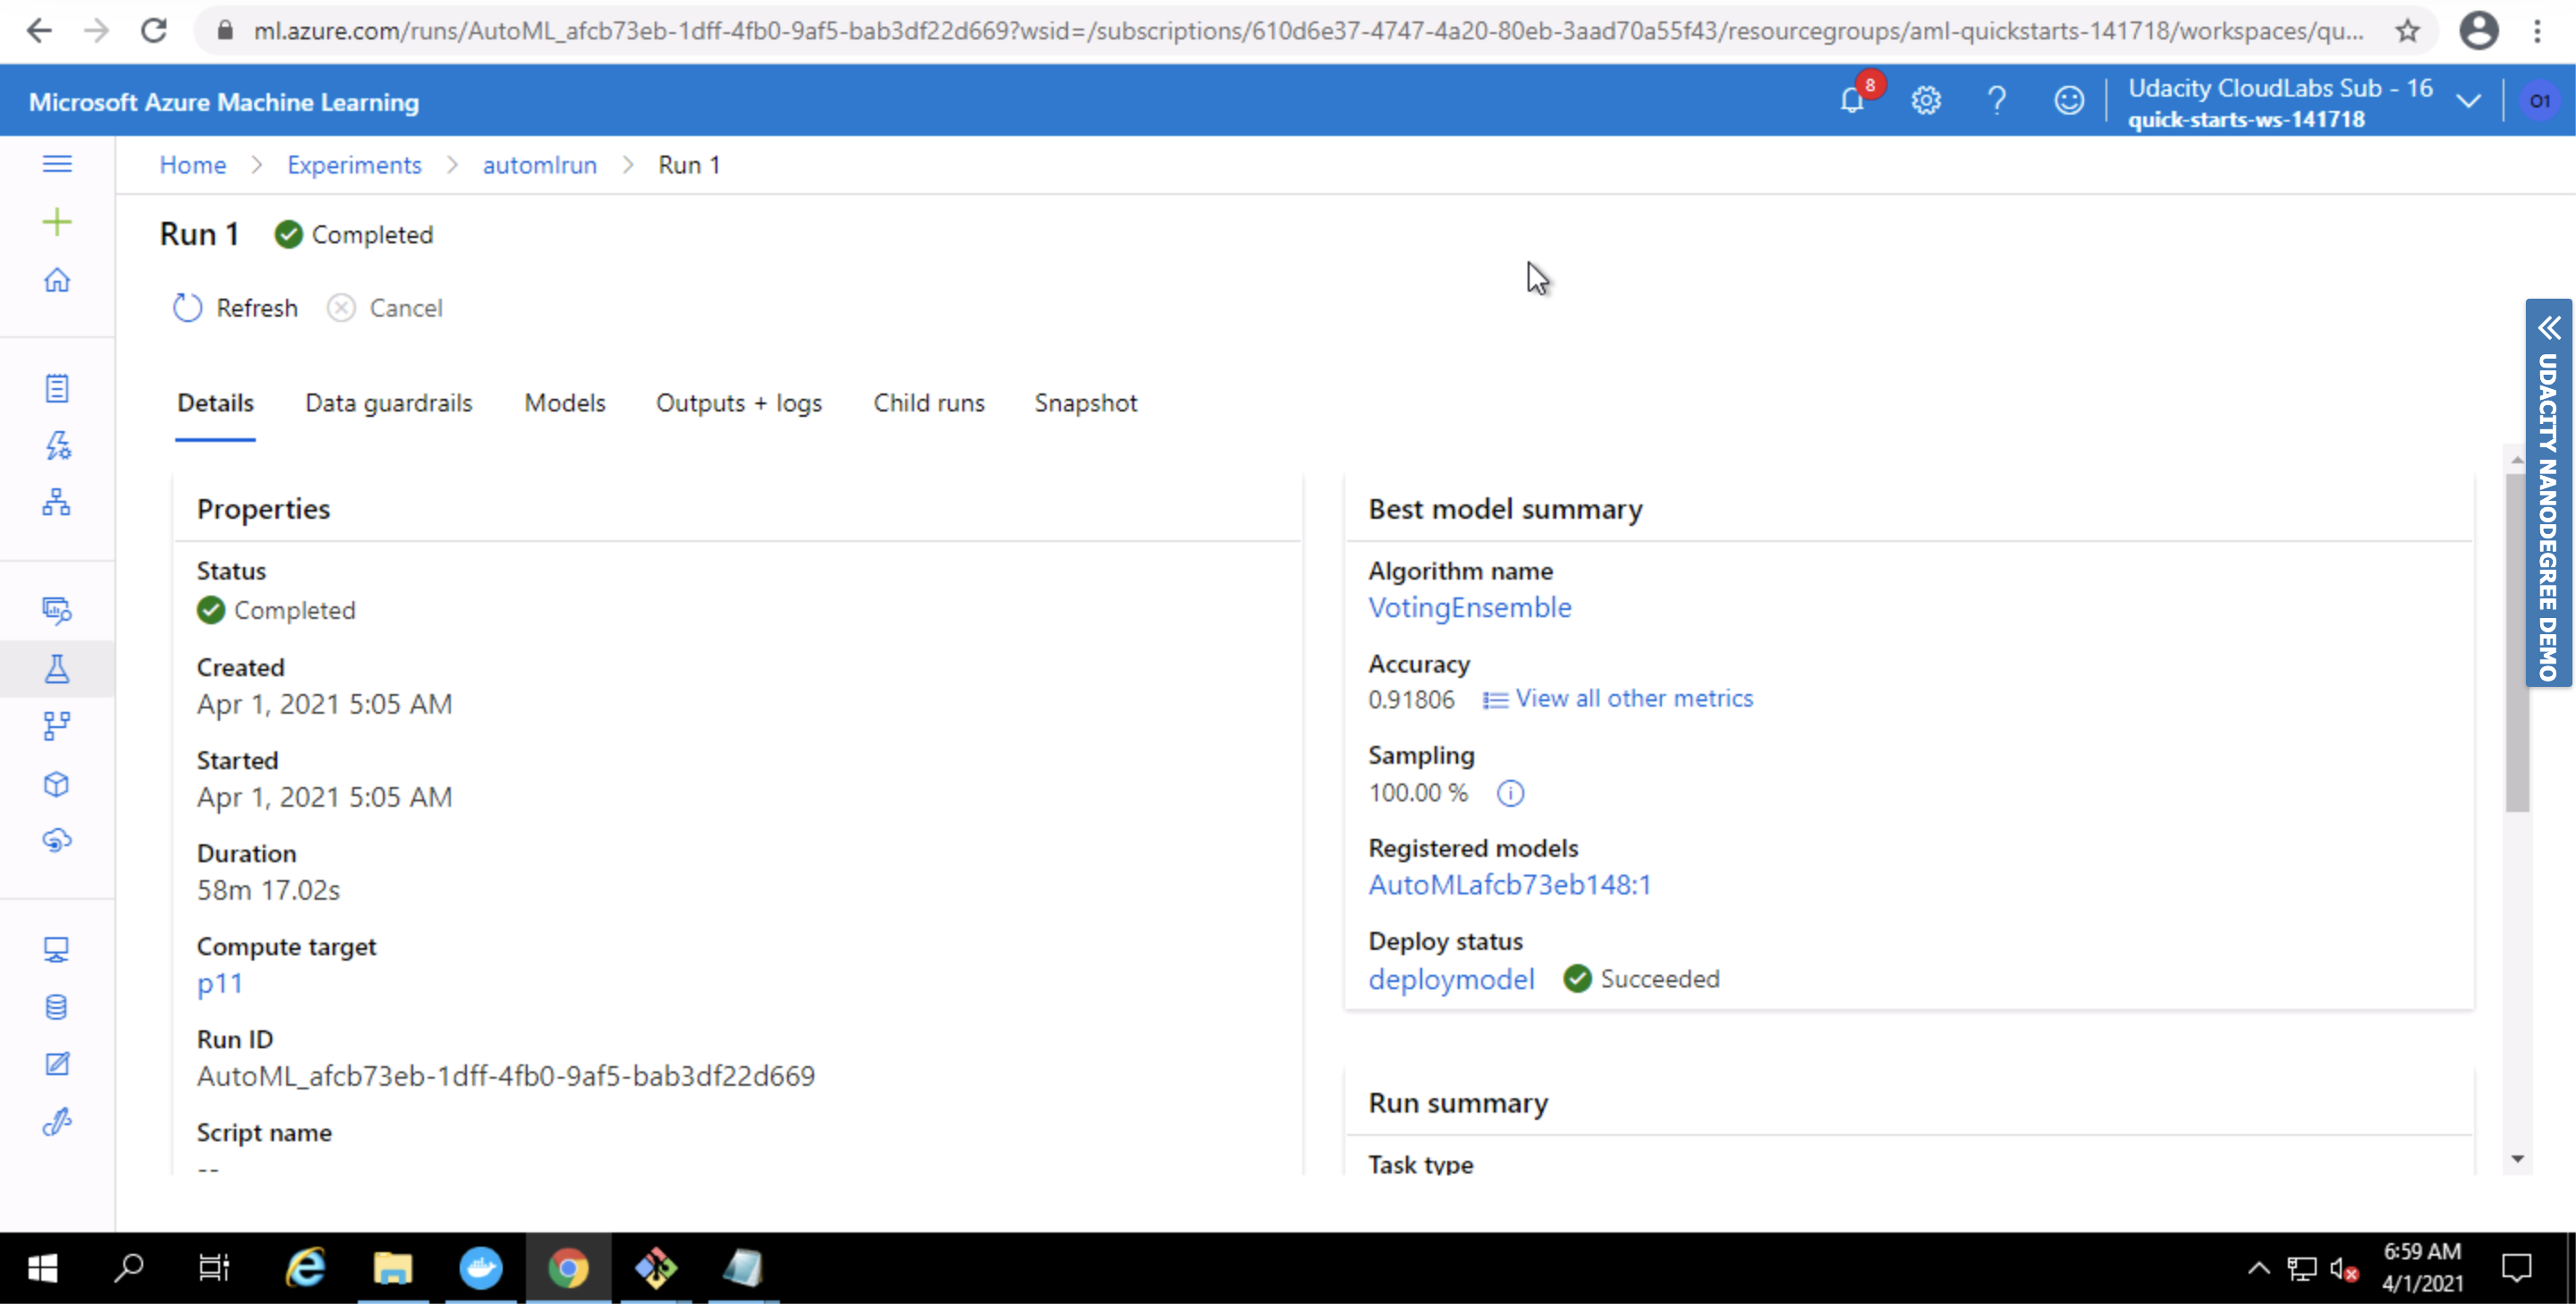 ml.azure.com/runs/AutoML_afcb73eb-1dff-4fb0-9af5-bab3df22d669?wsid=/subscriptions/610d6e37-4747-4a20-80eb-3aad70a55f43/resourcegroups/aml-quickstarts-141718/workspaces/qu...
Microsoft Azure Machine Learning
8
Udacity CloudLabs Sub - 16
quick-starts-ws-141718
O1
Home > Experiments > automlrun > Run 1
Run 1 Completed
Refresh Cancel
Details Data guardrails Models Outputs + logs Child runs Snapshot
UDACITY NANODEGREE DEMO
Properties
Status
Completed
Created
Apr 1, 2021 5:05 AM
Started
Apr 1, 2021 5:05 AM
Duration
58m 17.02s
Compute target
p11
Run ID
AutoML_afcb73eb-1dff-4fb0-9af5-bab3df22d669
Script name
--
Best model summary
Algorithm name
VotingEnsemble
Accuracy
0.91806 View all other metrics
Sampling
100.00 %
Registered models
AutoMLafcb73eb148:1
Deploy status
deploymodel Succeeded
Run summary
Task type
6:59 AM
4/1/2021